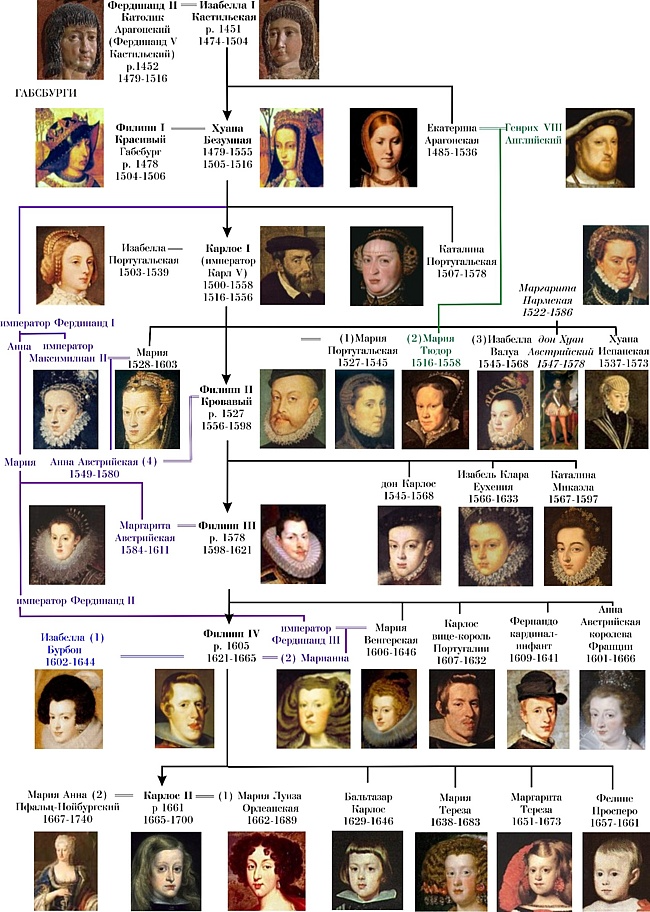 Фердинанд II
Католик
Арагонский
(Фердинанд V
Кастильский)
р.1452
1479-1516
Изабелла I
Кастильская
р. 1451
1474-1504
ГАБСБУРГИ
Филипп I
Красивый
Габсбург
р. 1478
1504-1506
Хуана
Безумная
1479-1555
1505-1516
Екатерина
Арагонская
1485-1536
Генрих VIII
Английский
Изабелла
Португальская
1503-1539
Карлос I
(император
Карл V)
1500-1558
1516-1556
Каталина
Португальская
1507-1578
Маргарита
Пармская
1522-1586
император Фердинанд I
Анна
император
Максимилиан II
Мария
1528-1603
(1)Мария
Португальская
1527-1545
(2)Мария
Тюдор
1516-1558
(3)Изабелла
Валуа
1545-1568
дон Хуан
Австрийский
1547-1578
Хуана
Испанская
1537-1573
Филипп II
Кровавый
р. 1527
1556-1598
Мария
Анна Австрийская (4)
1549-1580
дон Карлос
1545-1568
Изабель Клара
Еухения
1566-1633
Каталина
Микаэла
1567-1597
Маргарита
Австрийская
1584-1611
Филипп III
р. 1578
1598-1621
император Фердинанд II
Изабелла (1)
Бурбон
1602-1644
Филипп IV
р. 1605
1621-1665
император
Фердинанд III
(2) Марианна
Мария
Венгерская
1606-1646
Карлос
вице-король
Португалии
1607-1632
Фернандо
кардинал-
инфант
1609-1641
Анна
Австрийская
королева
Франции
1601-1666
Мария Анна (2)
Пфальц-Нойбургский
1667-1740
Карлос II
р 1661
1665-1700
(1) Мария Луиза
Орлеанская
1662-1689
Бальтазар
Карлос
1629-1646
Мария
Тереза
1638-1683
Маргарита
Тереза
1651-1673
Фелипе
Просперо
1657-1661